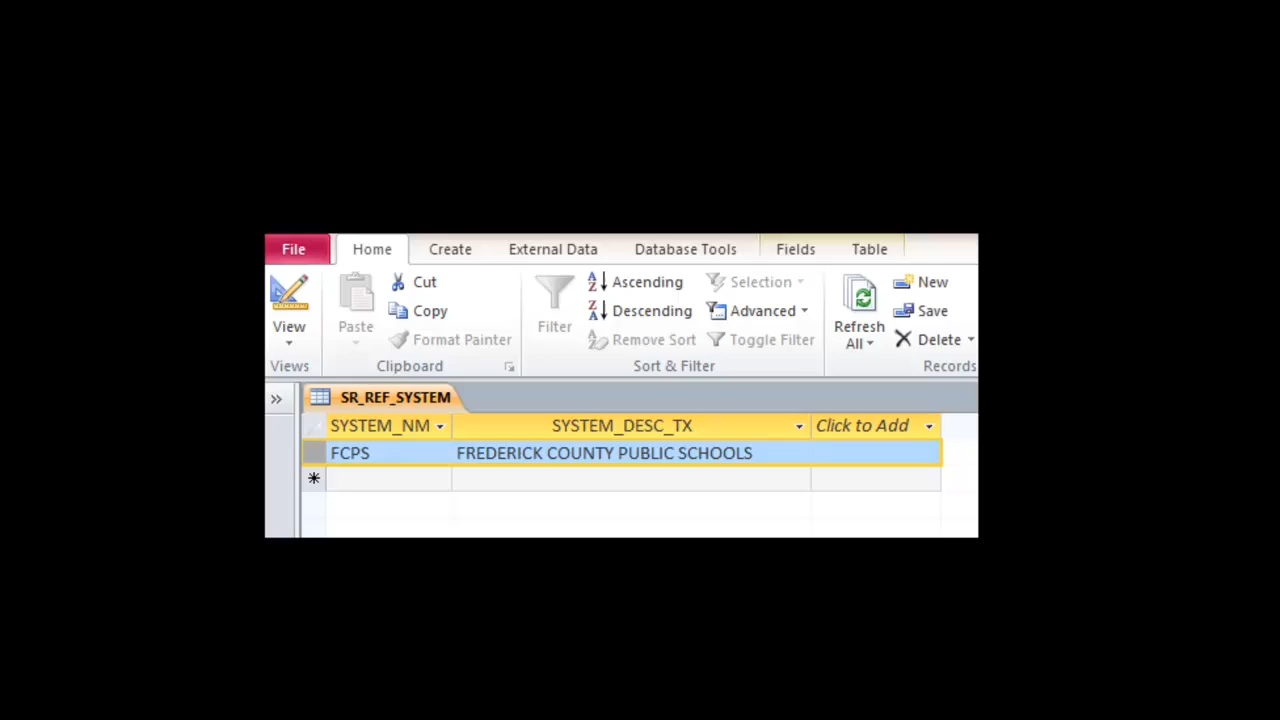 File Home Create External Data Database Tools Fields Table
Cut Ascending Selection New
Copy Descending Advanced Save
View Paste Format Painter Filter Remove Sort Toggle Filter Refresh All Delete
Views Clipboard Sort & Filter Records
» SR_REF_SYSTEM
SYSTEM_NM SYSTEM_DESC_TX Click to Add
FCPS FREDERICK COUNTY PUBLIC SCHOOLS